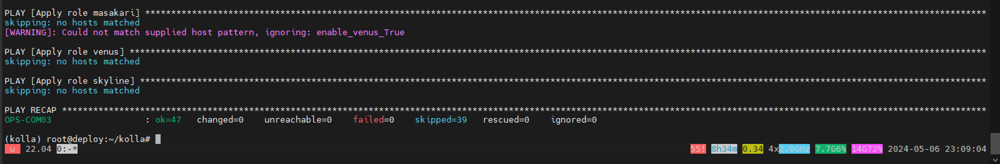 PLAY [Apply role masakari] ******************************************************************************************************************************************************************
skipping: no hosts matched
[WARNING]: Could not match supplied host pattern, ignoring: enable_venus_True
PLAY [Apply role venus] *********************************************************************************************************************************************************************
skipping: no hosts matched
PLAY [Apply role skyline] *******************************************************************************************************************************************************************
skipping: no hosts matched
PLAY RECAP **********************************************************************************************************************************************************************************
OPS-COM03 : ok=47 changed=0 unreachable=0 failed=0 skipped=39 rescued=0 ignored=0
(kolla) root@deploy:~/kolla#
u 22.04 0:-* 55! 8h34m 0.34 4x2.0GHz 7.7G6% 14G72% 2024-05-06 23:09:04